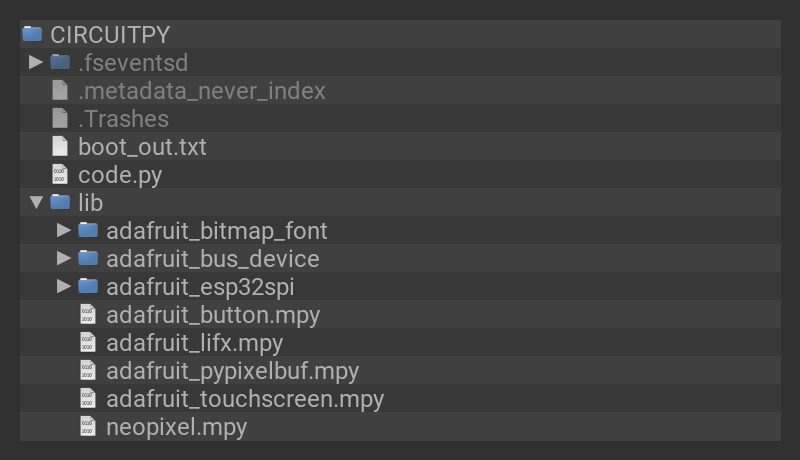 CIRCUITPY
.fseventsd
.metadata_never_index
.Trashes
boot_out.txt
code.py
lib
adafruit_bitmap_font
adafruit_bus_device
adafruit_esp32spi
adafruit_button.mpy
adafruit_lifx.mpy
adafruit_pypixelbuf.mpy
adafruit_touchscreen.mpy
neopixel.mpy